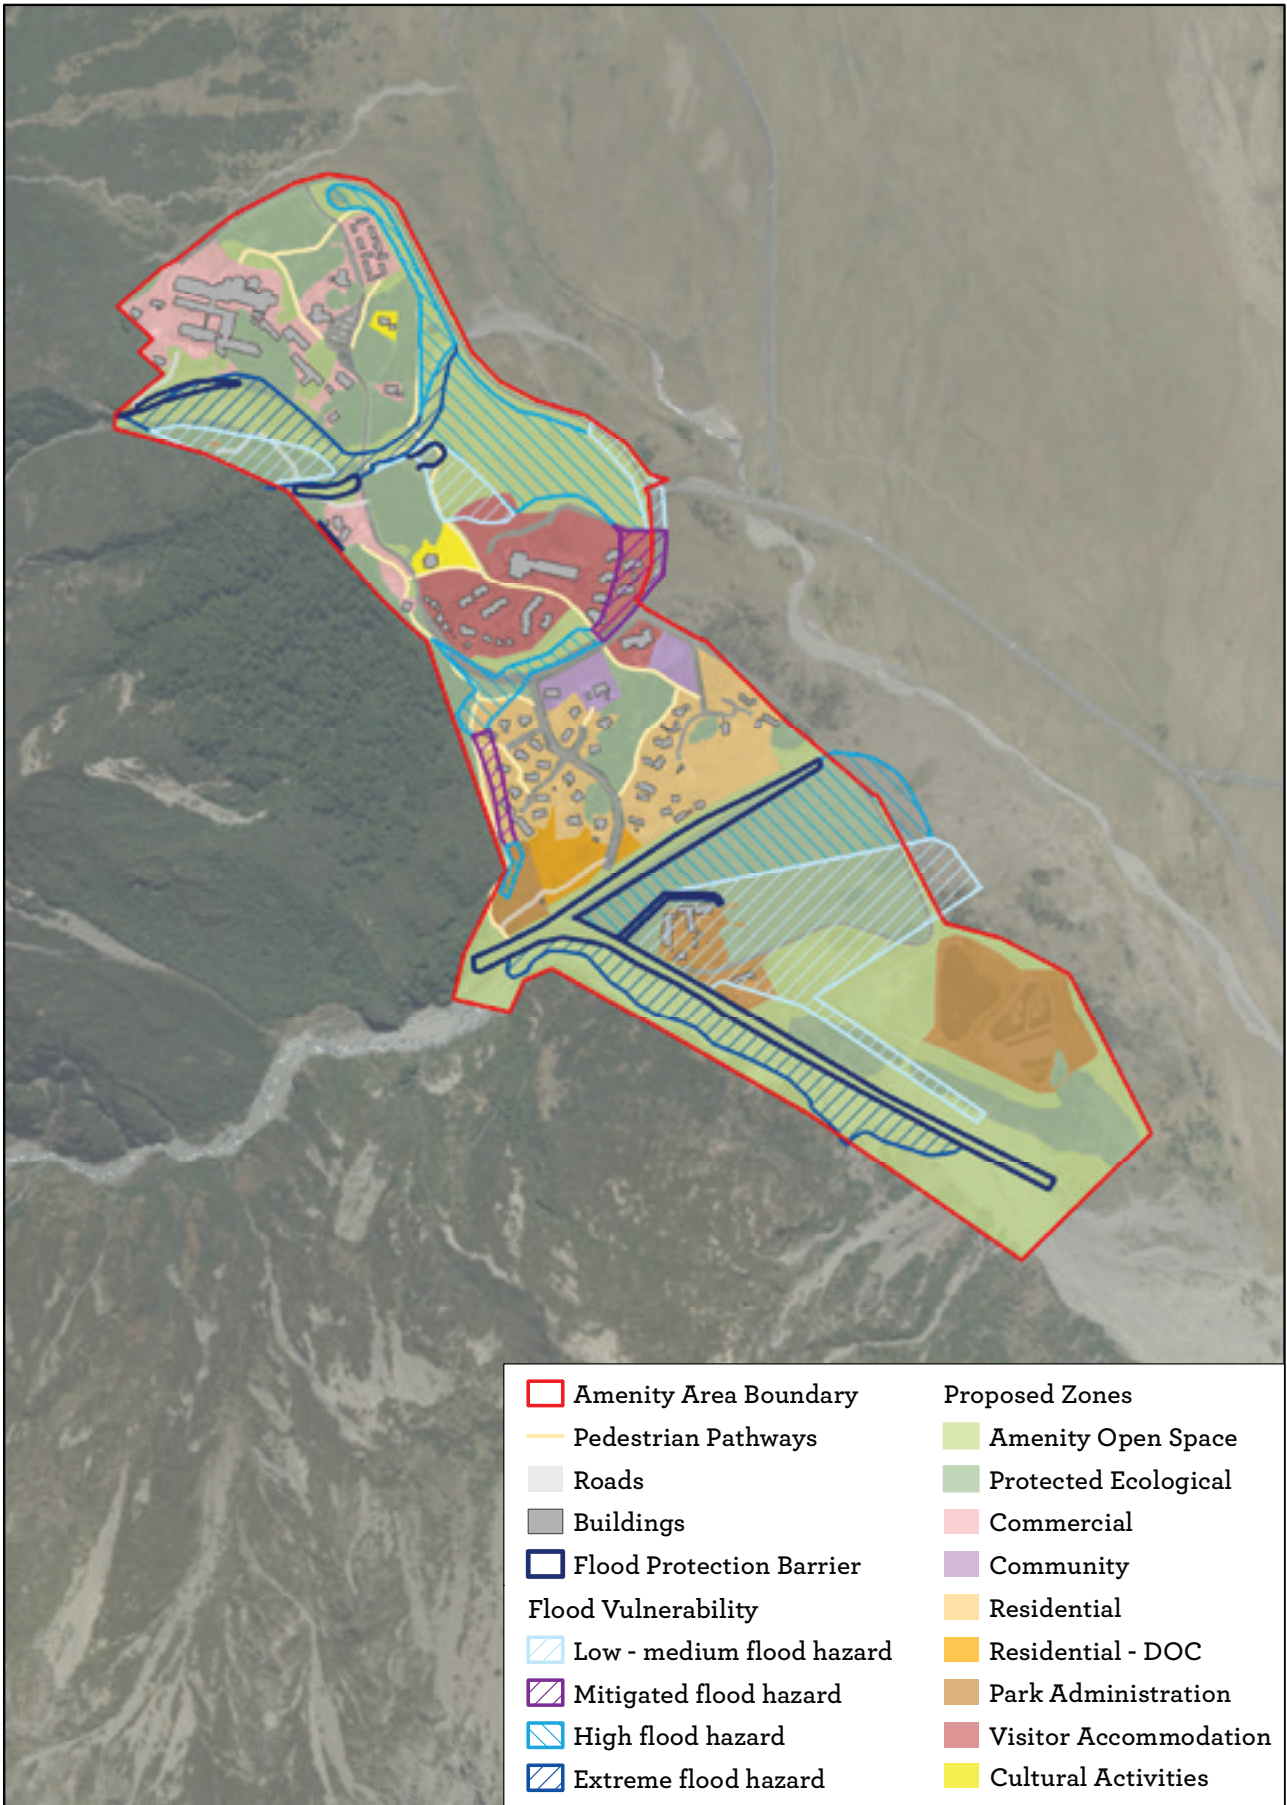 Amenity Area Boundary
Pedestrian Pathways
Roads
Buildings
Flood Protection Barrier
Flood Vulnerability
Low - medium flood hazard
Mitigated flood hazard
High flood hazard
Extreme flood hazard
Proposed Zones
Amenity Open Space
Protected Ecological
Commercial
Community
Residential
Residential - DOC
Park Administration
Visitor Accommodation
Cultural Activities